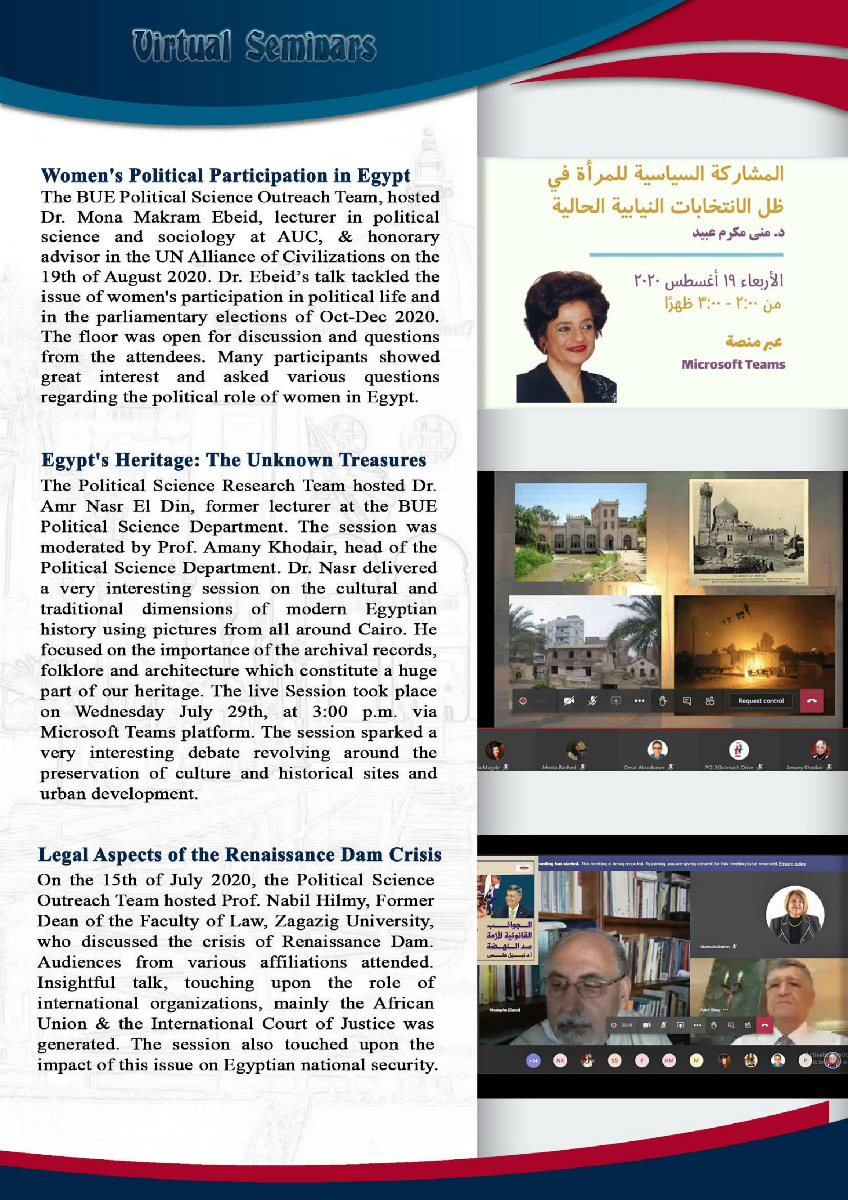 Virtual Seminars
Women's Political Participation in Egypt
The BUE Political Science Outreach Team, hosted
Dr. Mona Makram Ebeid, lecturer in political
science and sociology at AUC, & honorary
advisor in the UN Alliance of Civilizations on the
19th of August 2020. Dr. Ebeid's talk tackled the
issue of women's participation in political life and
in the parliamentary elections of Oct-Dec 2020.
The floor was open for discussion and questions
from the attendees. Many participants showed
great interest and asked various questions
regarding the political role of women in Egypt.
المشاركة السياسية للمرأة في
ظل الانتخابات النيابية الحالية
د. منى مكرم عبيد
الأربعاء ١٩ أغسطس ٢٠٢٠
من ٢:٠٠ - ٣:٠٠ ظهرًا
عبر منصة
Microsoft Teams
Egypt's Heritage: The Unknown Treasures
The Political Science Research Team hosted Dr.
Amr Nasr El Din, former lecturer at the BUE
Political Science Department. The session was
moderated by Prof. Amany Khodair, head of the
Political Science Department. Dr. Nasr delivered
a very interesting session on the cultural and
traditional dimensions of modern Egyptian
history using pictures from all around Cairo. He
focused on the importance of the archival records,
folklore and architecture which constitute a huge
part of our heritage. The live Session took place
on Wednesday July 29th, at 3:00 p.m. via
Microsoft Teams platform. The session sparked a
very interesting debate revolving around the
preservation of culture and historical sites and
urban development.
Request control
POLSOutreach Drive
Amany Khodair
Legal Aspects of the Renaissance Dam Crisis
On the 15th of July 2020, the Political Science
Outreach Team hosted Prof. Nabil Hilmy, Former
Dean of the Faculty of Law, Zagazig University,
who discussed the crisis of Renaissance Dam.
Audiences from various affiliations attended.
Insightful talk, touching upon the role of
international organizations, mainly the African
Union & the International Court of Justice was
generated. The session also touched upon the
impact of this issue on Egyptian national security.
has started. This meeting is being recorded. By joining, you are giving consent for this meeting to be recorded. Privacy policy
الجوانب
القانونية لأزمة
سد النهضة
Nabil Hilmy
NX
SS
F
HM
M
P